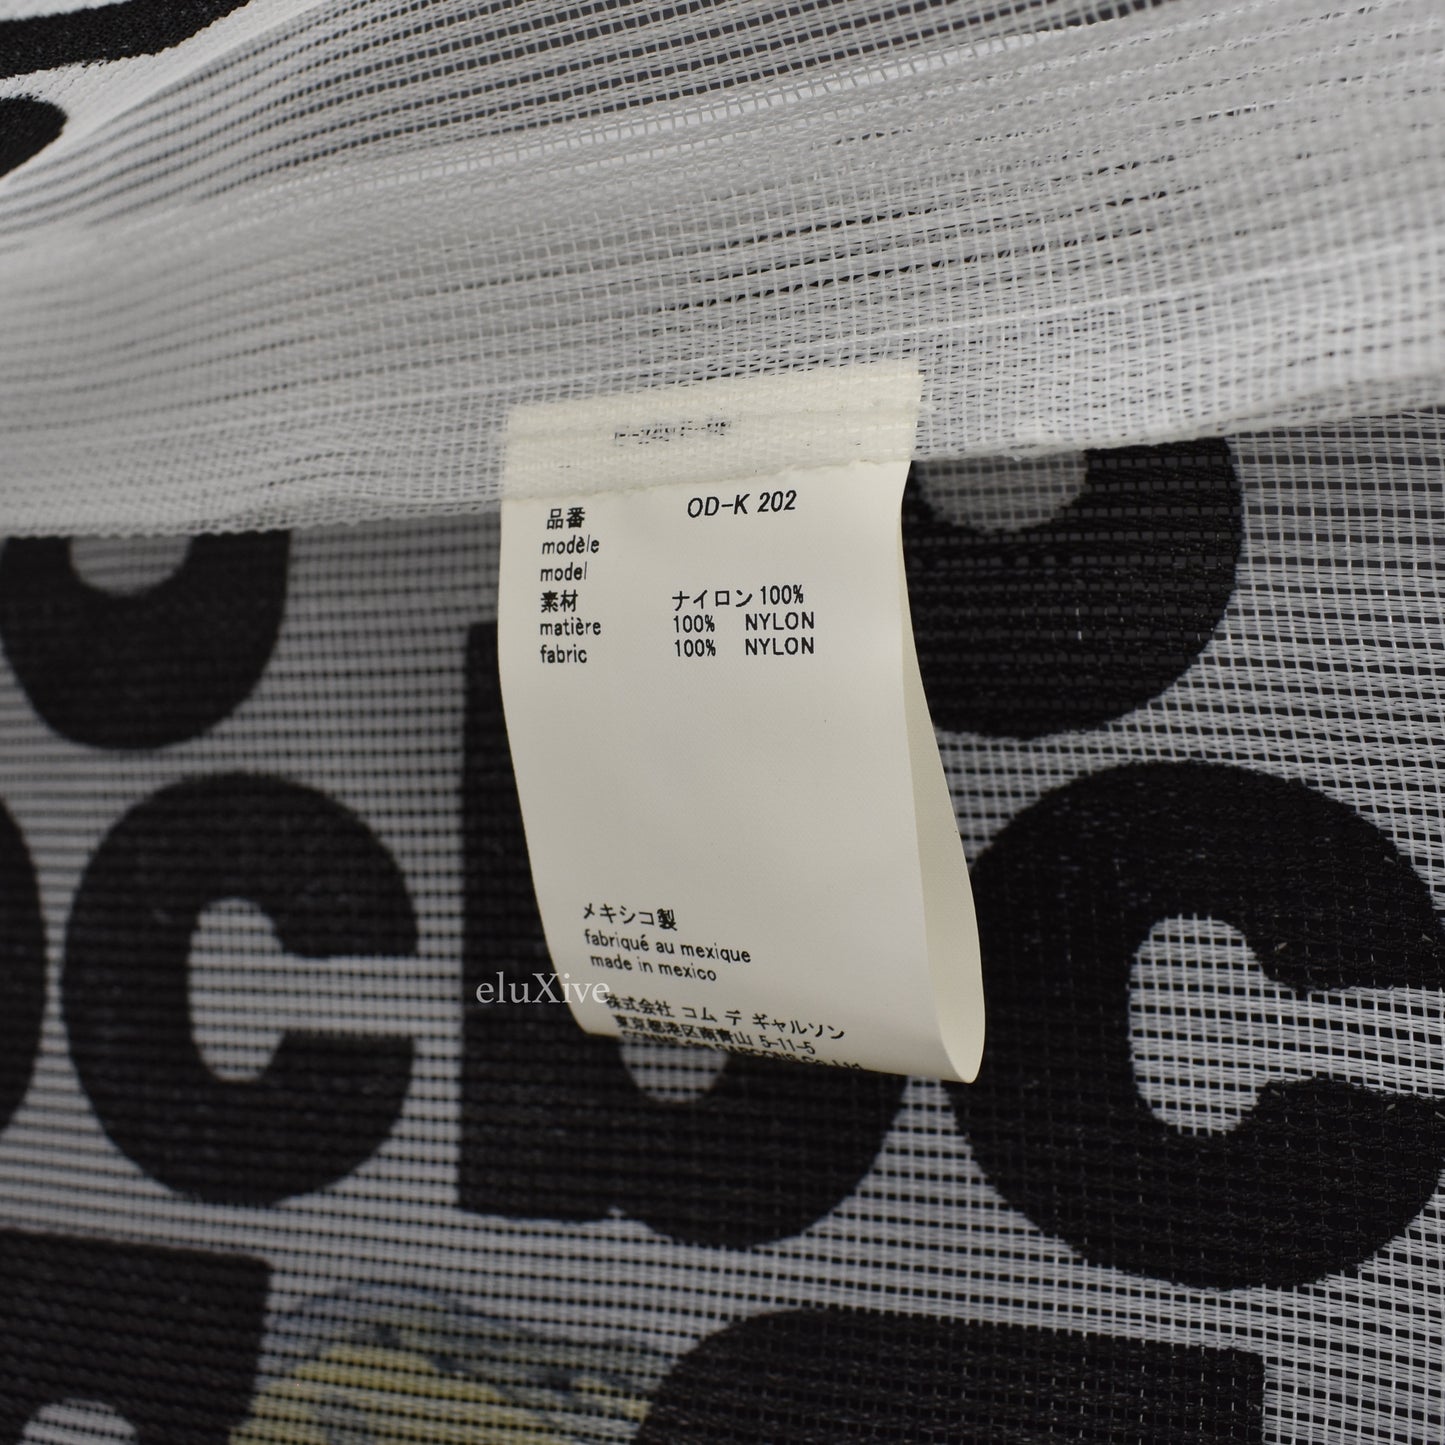 品番 OD-K 202
modèle
model
素材 ナイロン100%
matière 100% NYLON
fabric 100% NYLON
メキシコ製
fabriqué au mexique
made in mexico
eluXive
株式会社 コム デ ギャルソン
東京都港区南青山 5-11-5